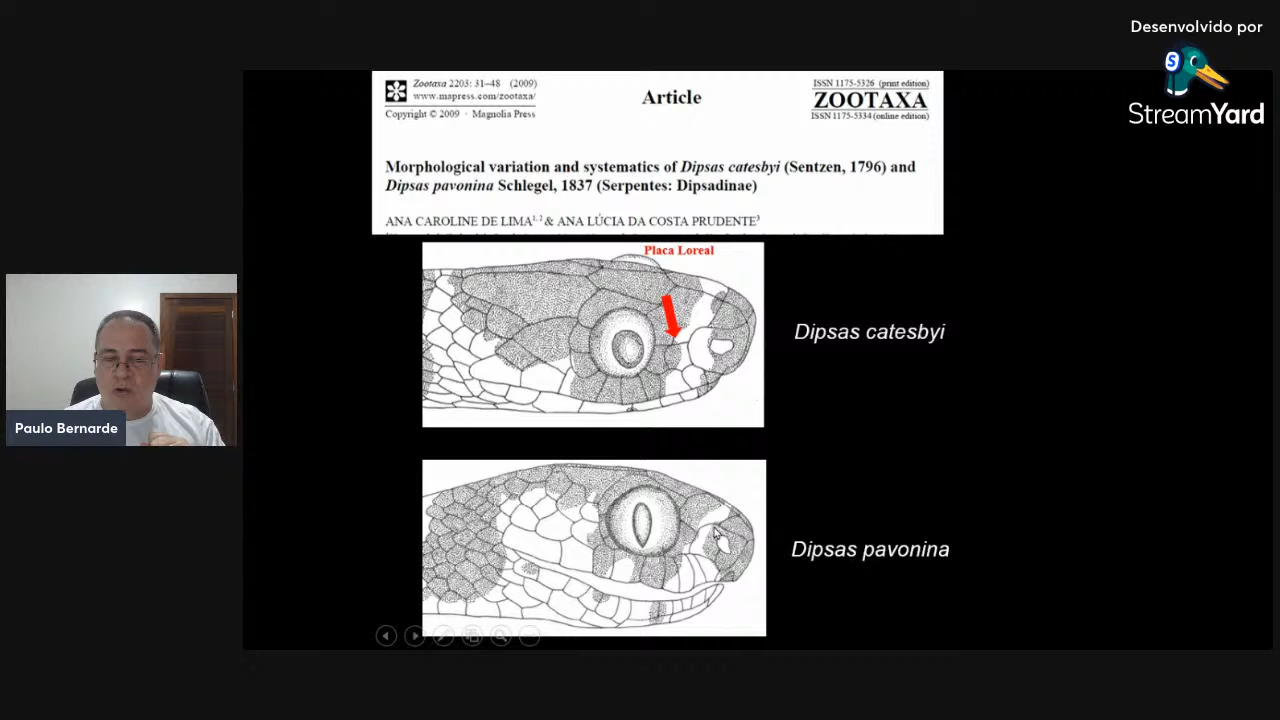 Desenvolvido por
S
StreamYard
Zootaxa 2203: 31–48 (2009)
www.mapress.com/zootaxa/
Copyright © 2009 · Magnolia Press
Article
ISSN 1175-5326 (print edition)
ZOOTAXA
ISSN 1175-5334 (online edition)
Morphological variation and systematics of Dipsas catesbyi (Sentzen, 1796) and
Dipsas pavonina Schlegel, 1837 (Serpentes: Dipsadinae)
ANA CAROLINE DE LIMA1,2 & ANA LÚCIA DA COSTA PRUDENTE3
Placa Loreal
Dipsas catesbyi
Paulo Bernarde
Dipsas pavonina